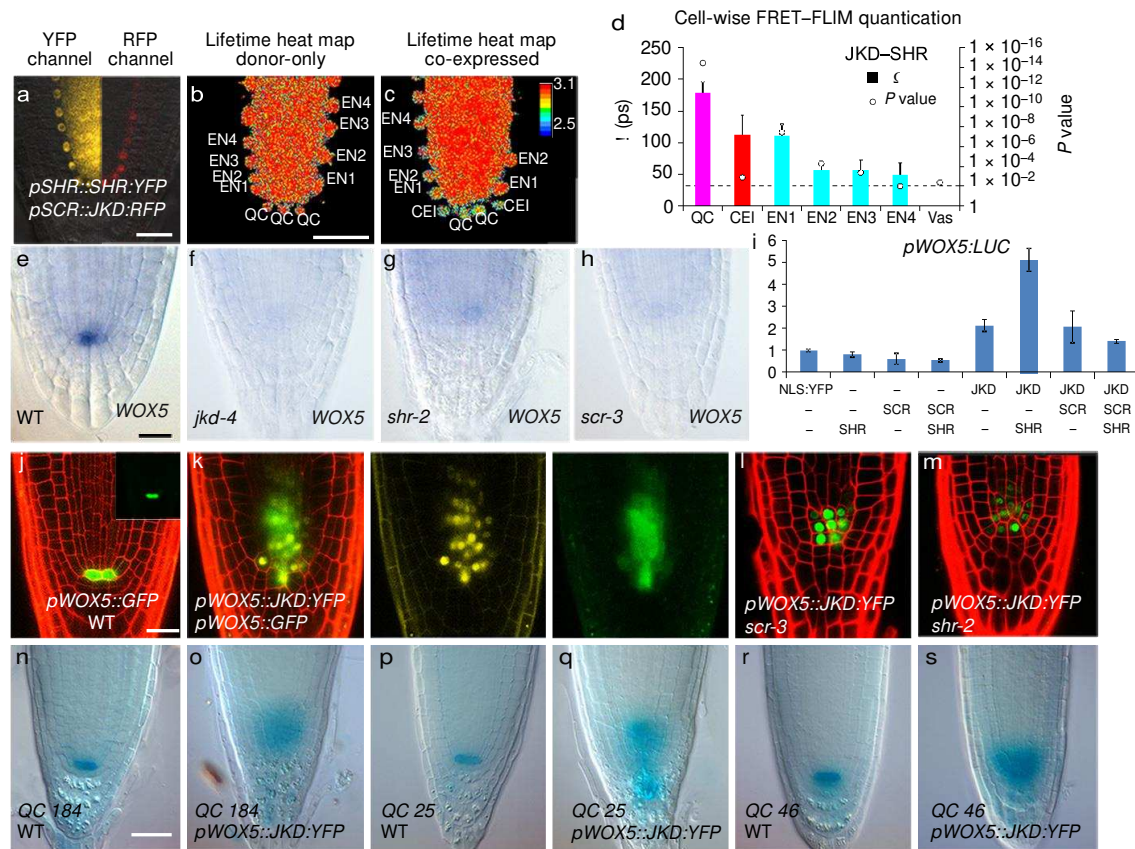 YFP channel
RFP channel
Lifetime heat map donor-only
Lifetime heat map co-expressed
a
pSHR::SHR:YFP
pSCR::JKD:RFP
b
EN4
EN3
EN4
EN3
EN2
EN2
EN1
EN1
QC
QC
QC
c
3.1
2.5
EN4
EN3
EN2
EN2
EN1
EN1
CEI
CEI
QC
QC
d
Cell-wise FRET–FLIM quantication
JKD–SHR
P value
! (ps)
250
200
150
100
50
0
QC
CEI
EN1
EN2
EN3
EN4
Vas
1 × 10–16
1 × 10–14
1 × 10–12
1 × 10–10
1 × 10–8
1 × 10–6
1 × 10–4
1 × 10–2
1
P value
e
WT
WOX5
f
jkd-4
WOX5
g
shr-2
WOX5
h
scr-3
WOX5
i
pWOX5:LUC
6
5
4
3
2
1
0
NLS:YFP – – – JKD JKD JKD JKD
– – SCR SCR – – SCR SCR
– SHR – SHR – SHR – SHR
j
pWOX5::GFP
WT
k
pWOX5::JKD:YFP
pWOX5::GFP
l
pWOX5::JKD:YFP
scr-3
m
pWOX5::JKD:YFP
shr-2
n
QC 184
WT
o
QC 184
pWOX5::JKD:YFP
p
QC 25
WT
q
QC 25
pWOX5::JKD:YFP
r
QC 46
WT
s
QC 46
pWOX5::JKD:YFP